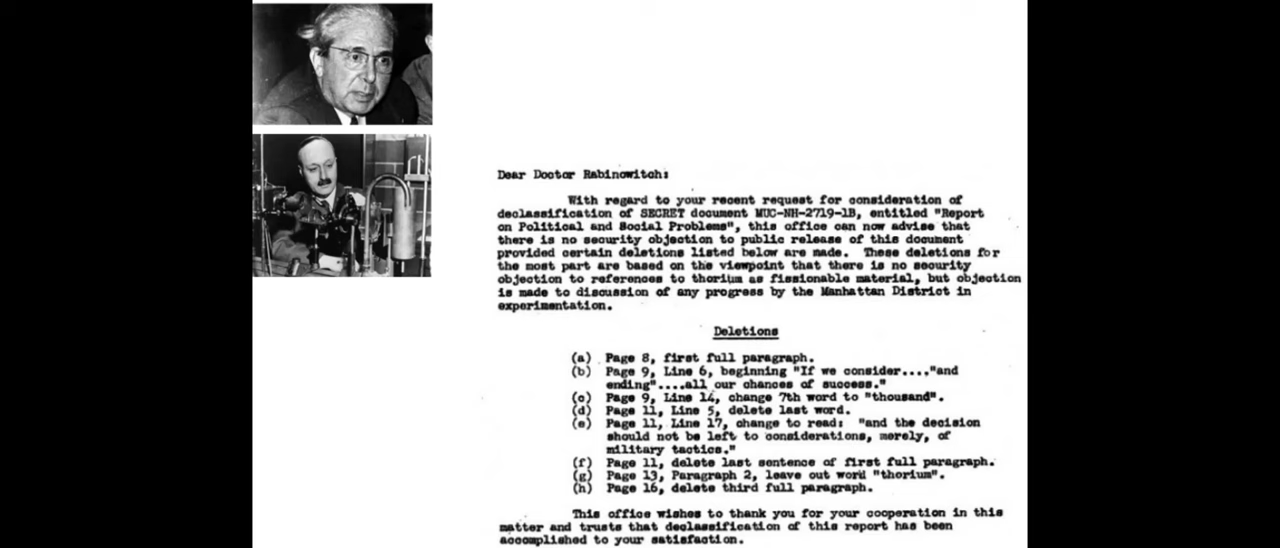 Dear Doctor Rabinowitch:
With regard to your recent request for consideration of
declassification of SECRET document MUC-NH-2719-1B, entitled "Report
on Political and Social Problems", this office can now advise that
there is no security objection to public release of this document
provided certain deletions listed below are made. These deletions for
the most part are based on the viewpoint that there is no security
objection to references to thorium as fissionable material, but objection
is made to discussion of any progress by the Manhattan District in
experimentation.
Deletions
(a) Page 8, first full paragraph.
(b) Page 9, Line 6, beginning "If we consider...."and
ending"....all our chances of success."
(c) Page 9, Line 14, change 7th word to "thousand".
(d) Page 11, Line 5, delete last word.
(e) Page 11, Line 17, change to read: "and the decision
should not be left to considerations, merely, of
military tactics."
(f) Page 11, delete last sentence of first full paragraph.
(g) Page 13, Paragraph 2, leave out word "thorium".
(h) Page 16, delete third full paragraph.
This office wishes to thank you for your cooperation in this
matter and trusts that declassification of this report has been
accomplished to your satisfaction.